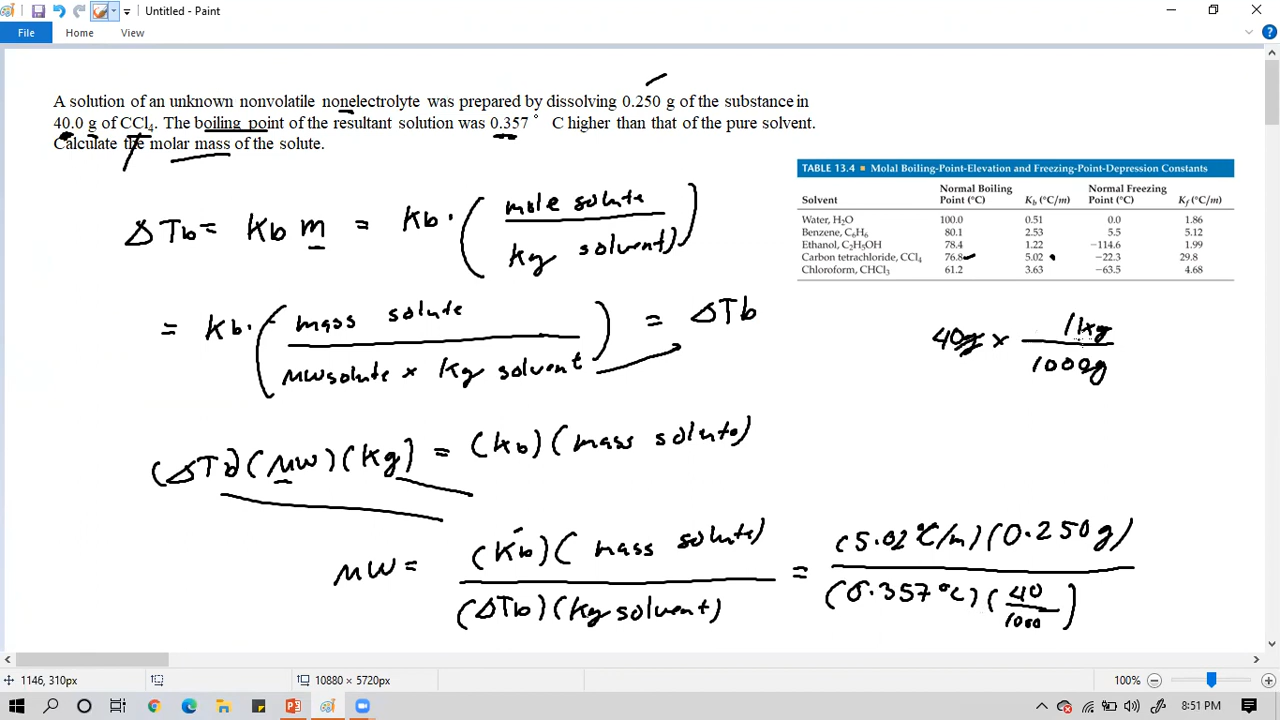 Untitled - Paint
File Home View
A solution of an unknown nonvolatile nonelectrolyte was prepared by dissolving 0.250 g of the substance in
40.0 g of CCl4. The boiling point of the resultant solution was 0.357 ° C higher than that of the pure solvent.
Calculate the molar mass of the solute.
TABLE 13.4 ■ Molal Boiling-Point-Elevation and Freezing-Point-Depression Constants
Solvent Normal Boiling Point (°C) Kb (°C/m) Normal Freezing Point (°C) Kf (°C/m)
Water, H2O 100.0 0.51 0.0 1.86
Benzene, C6H6 80.1 2.53 5.5 5.12
Ethanol, C2H5OH 78.4 1.22 −114.6 1.99
Carbon tetrachloride, CCl4 76.8 5.02 −22.3 29.8
Chloroform, CHCl3 61.2 3.63 −63.5 4.68
ΔTb = Kb m = Kb · (mole solute / kg solvent)
= Kb · (mass solute / MW solute × kg solvent) = ΔTb
40g × 1kg / 1000g
(ΔTb)(MW)(kg) = (Kb)(mass solute)
MW = (Kb)(mass solute) / (ΔTb)(kg solvent) = (5.02 °C/m)(0.250g) / (0.357 °C)(40/1000)
1146, 310px
10880 × 5720px
100%
8:51 PM